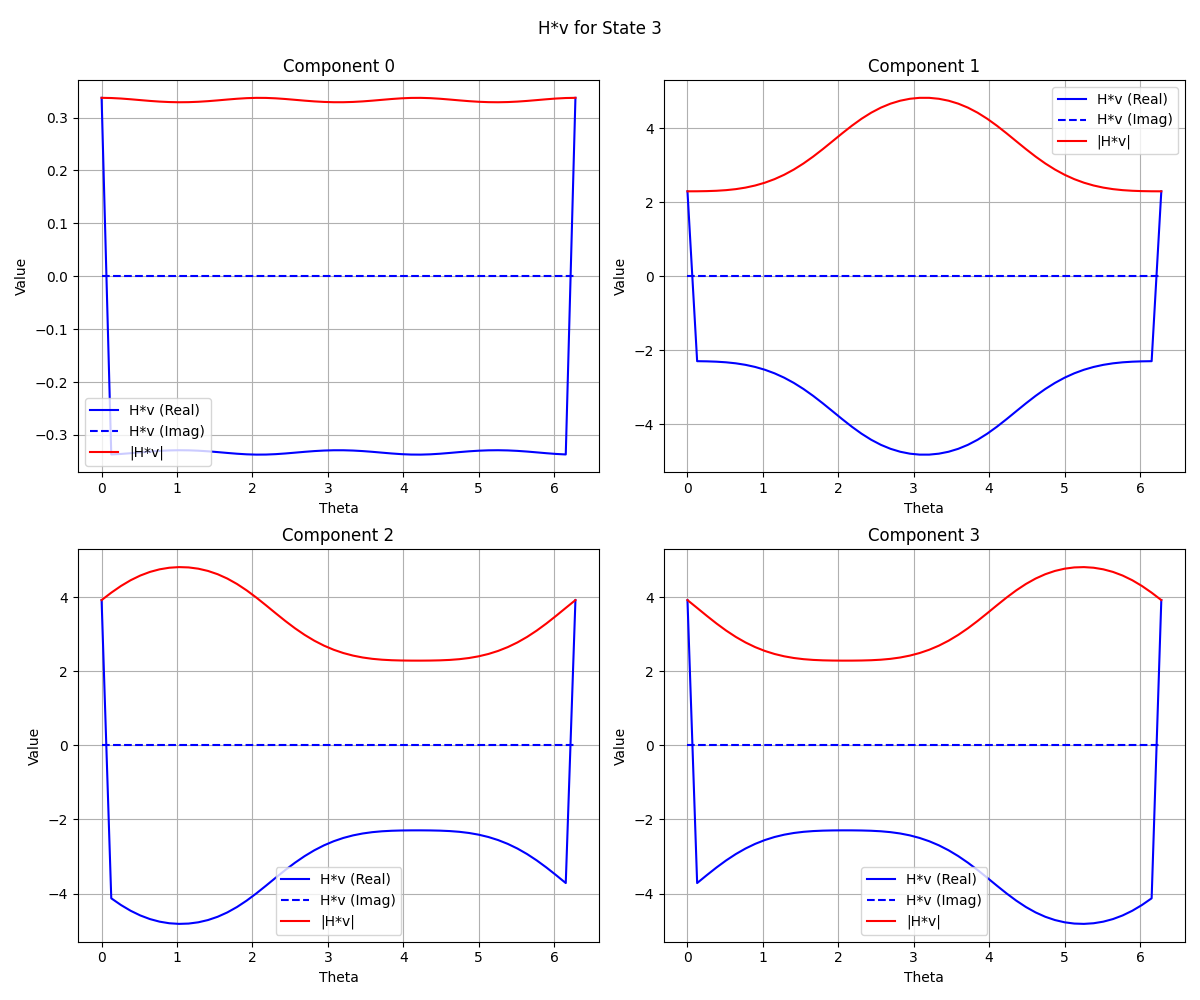 H*v for State 3
Component 0
Value
0.3
0.2
0.1
0.0
−0.1
−0.2
−0.3
H*v (Real)
H*v (Imag)
|H*v|
0 1 2 3 4 5 6
Theta
Component 1
Value
4
2
0
−2
−4
H*v (Real)
H*v (Imag)
|H*v|
0 1 2 3 4 5 6
Theta
Component 2
Value
4
2
0
−2
−4
H*v (Real)
H*v (Imag)
|H*v|
0 1 2 3 4 5 6
Theta
Component 3
Value
4
2
0
−2
−4
H*v (Real)
H*v (Imag)
|H*v|
0 1 2 3 4 5 6
Theta